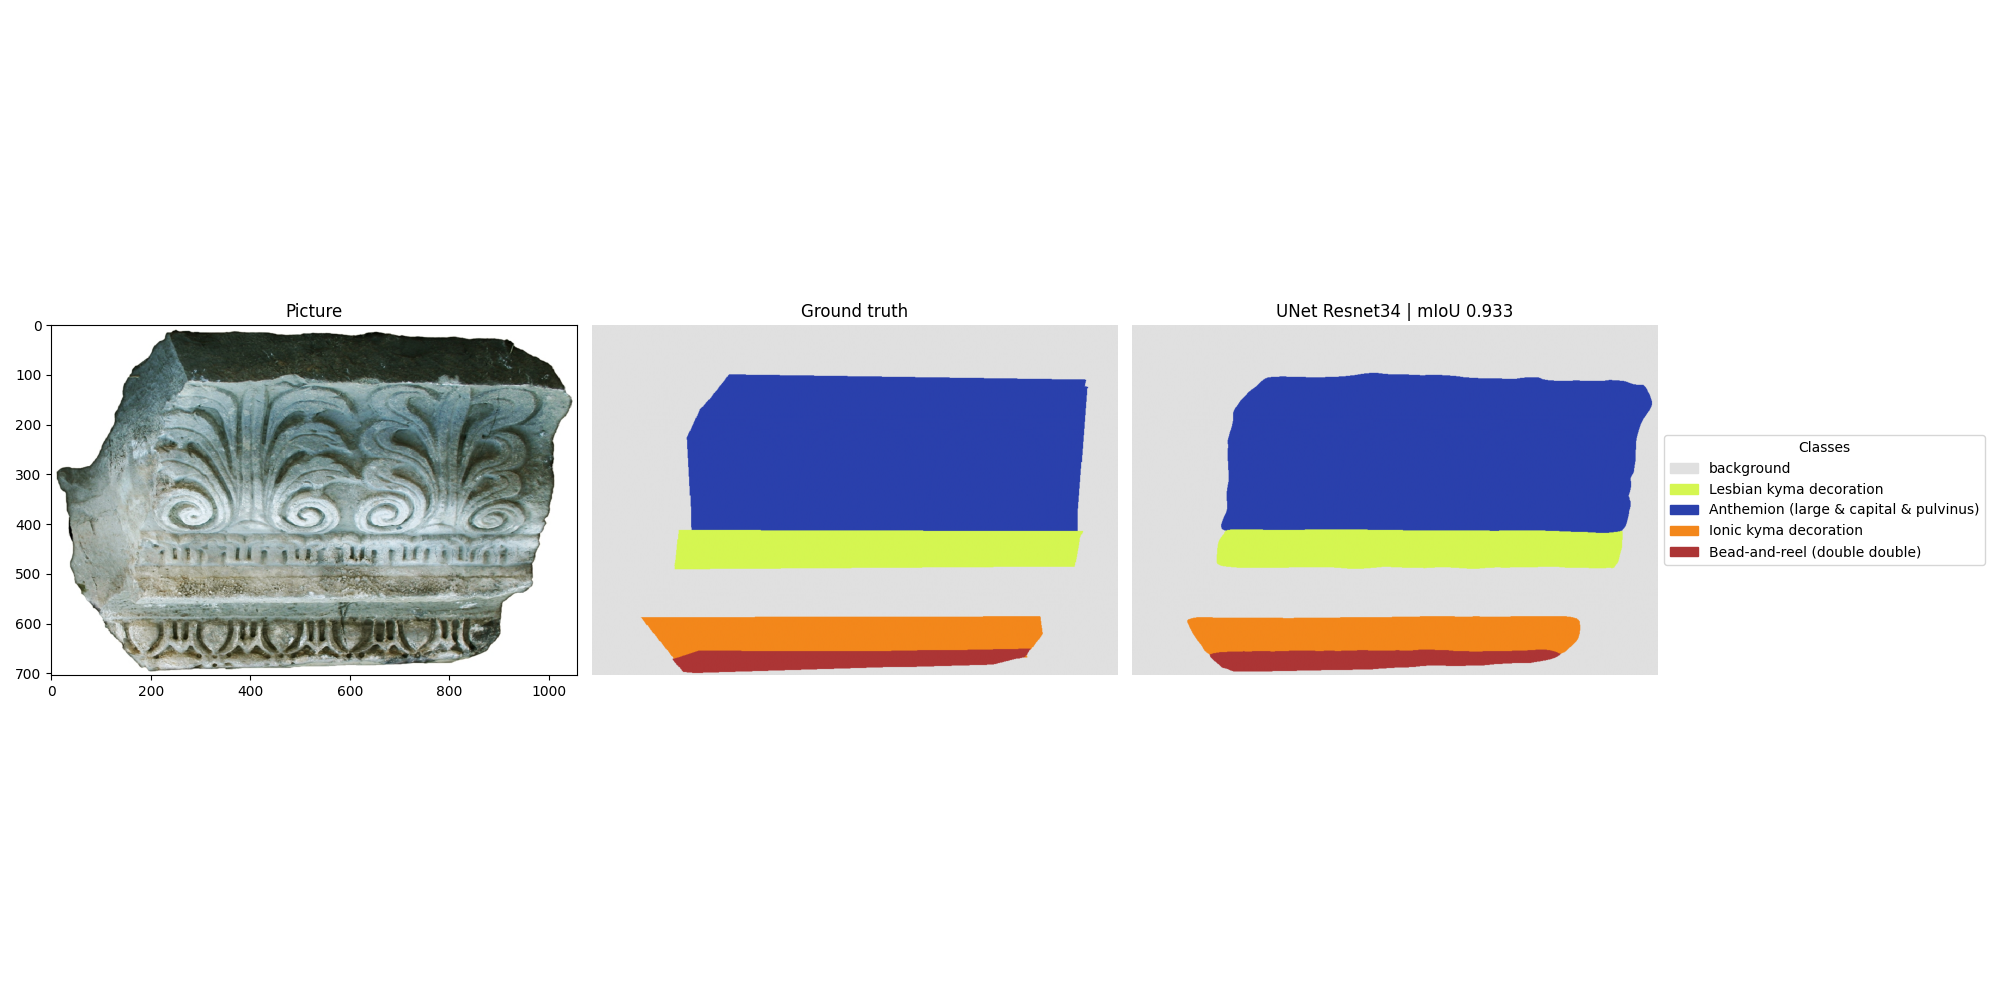 Picture
Ground truth
UNet Resnet34 | mIoU 0.933
0
100
200
300
400
500
600
700
0 200 400 600 800 1000
Classes
background
Lesbian kyma decoration
Anthemion (large & capital & pulvinus)
Ionic kyma decoration
Bead-and-reel (double double)